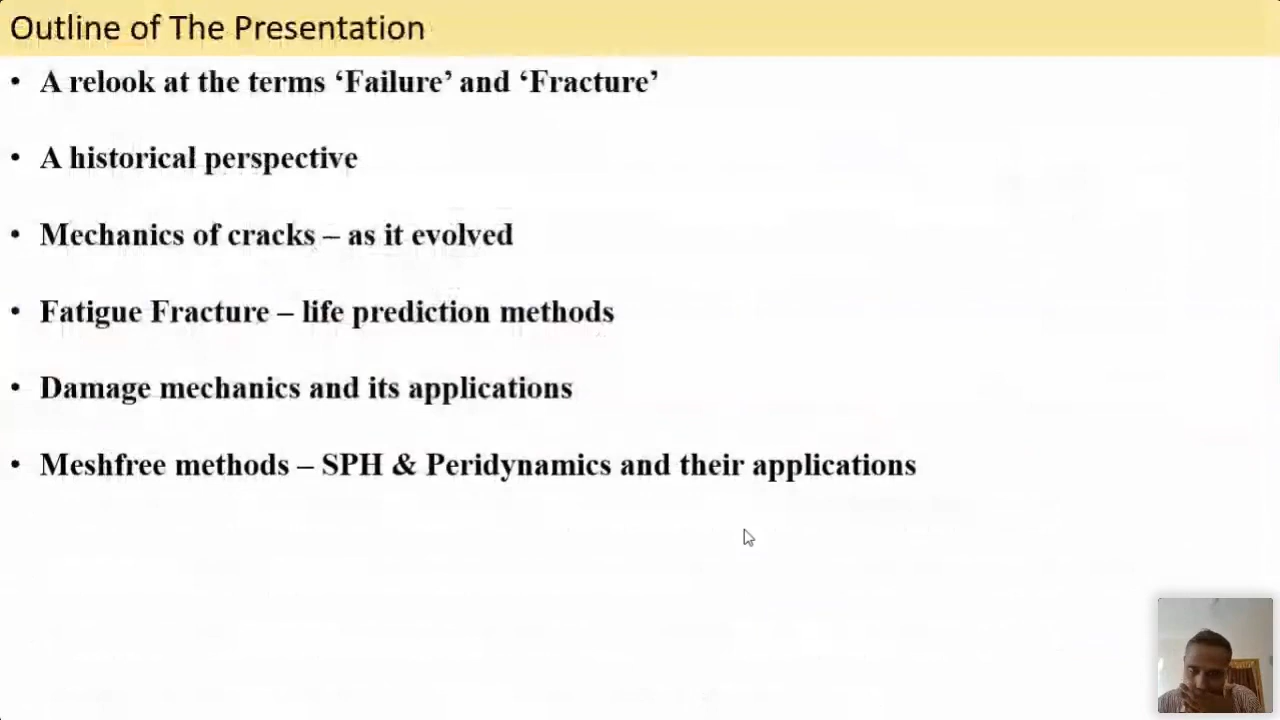 Outline of The Presentation
• A relook at the terms ‘Failure’ and ‘Fracture’
• A historical perspective
• Mechanics of cracks – as it evolved
• Fatigue Fracture – life prediction methods
• Damage mechanics and its applications
• Meshfree methods – SPH & Peridynamics and their applications